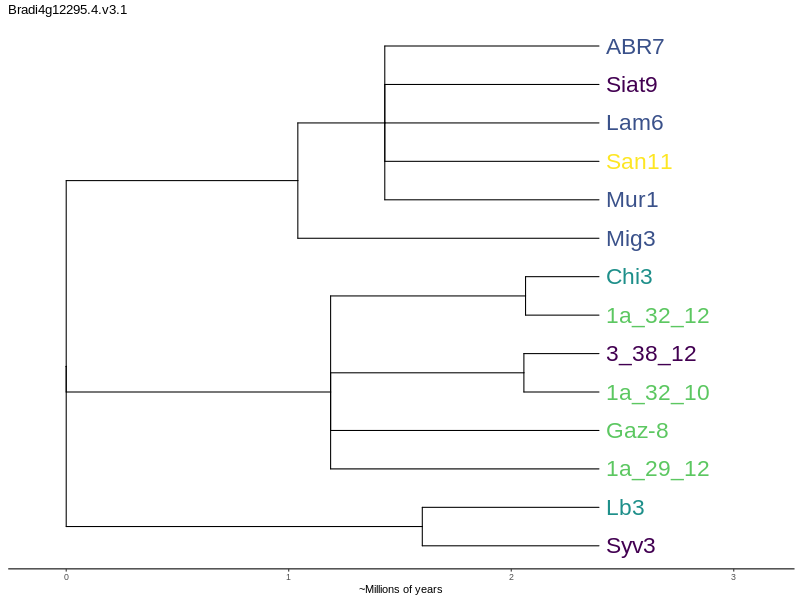 Bradi4g12295.4.v3.1
ABR7
Siat9
Lam6
San11
Mur1
Mig3
Chi3
1a_32_12
3_38_12
1a_32_10
Gaz-8
1a_29_12
Lb3
Syv3
0 1 2 3
~Millions of years